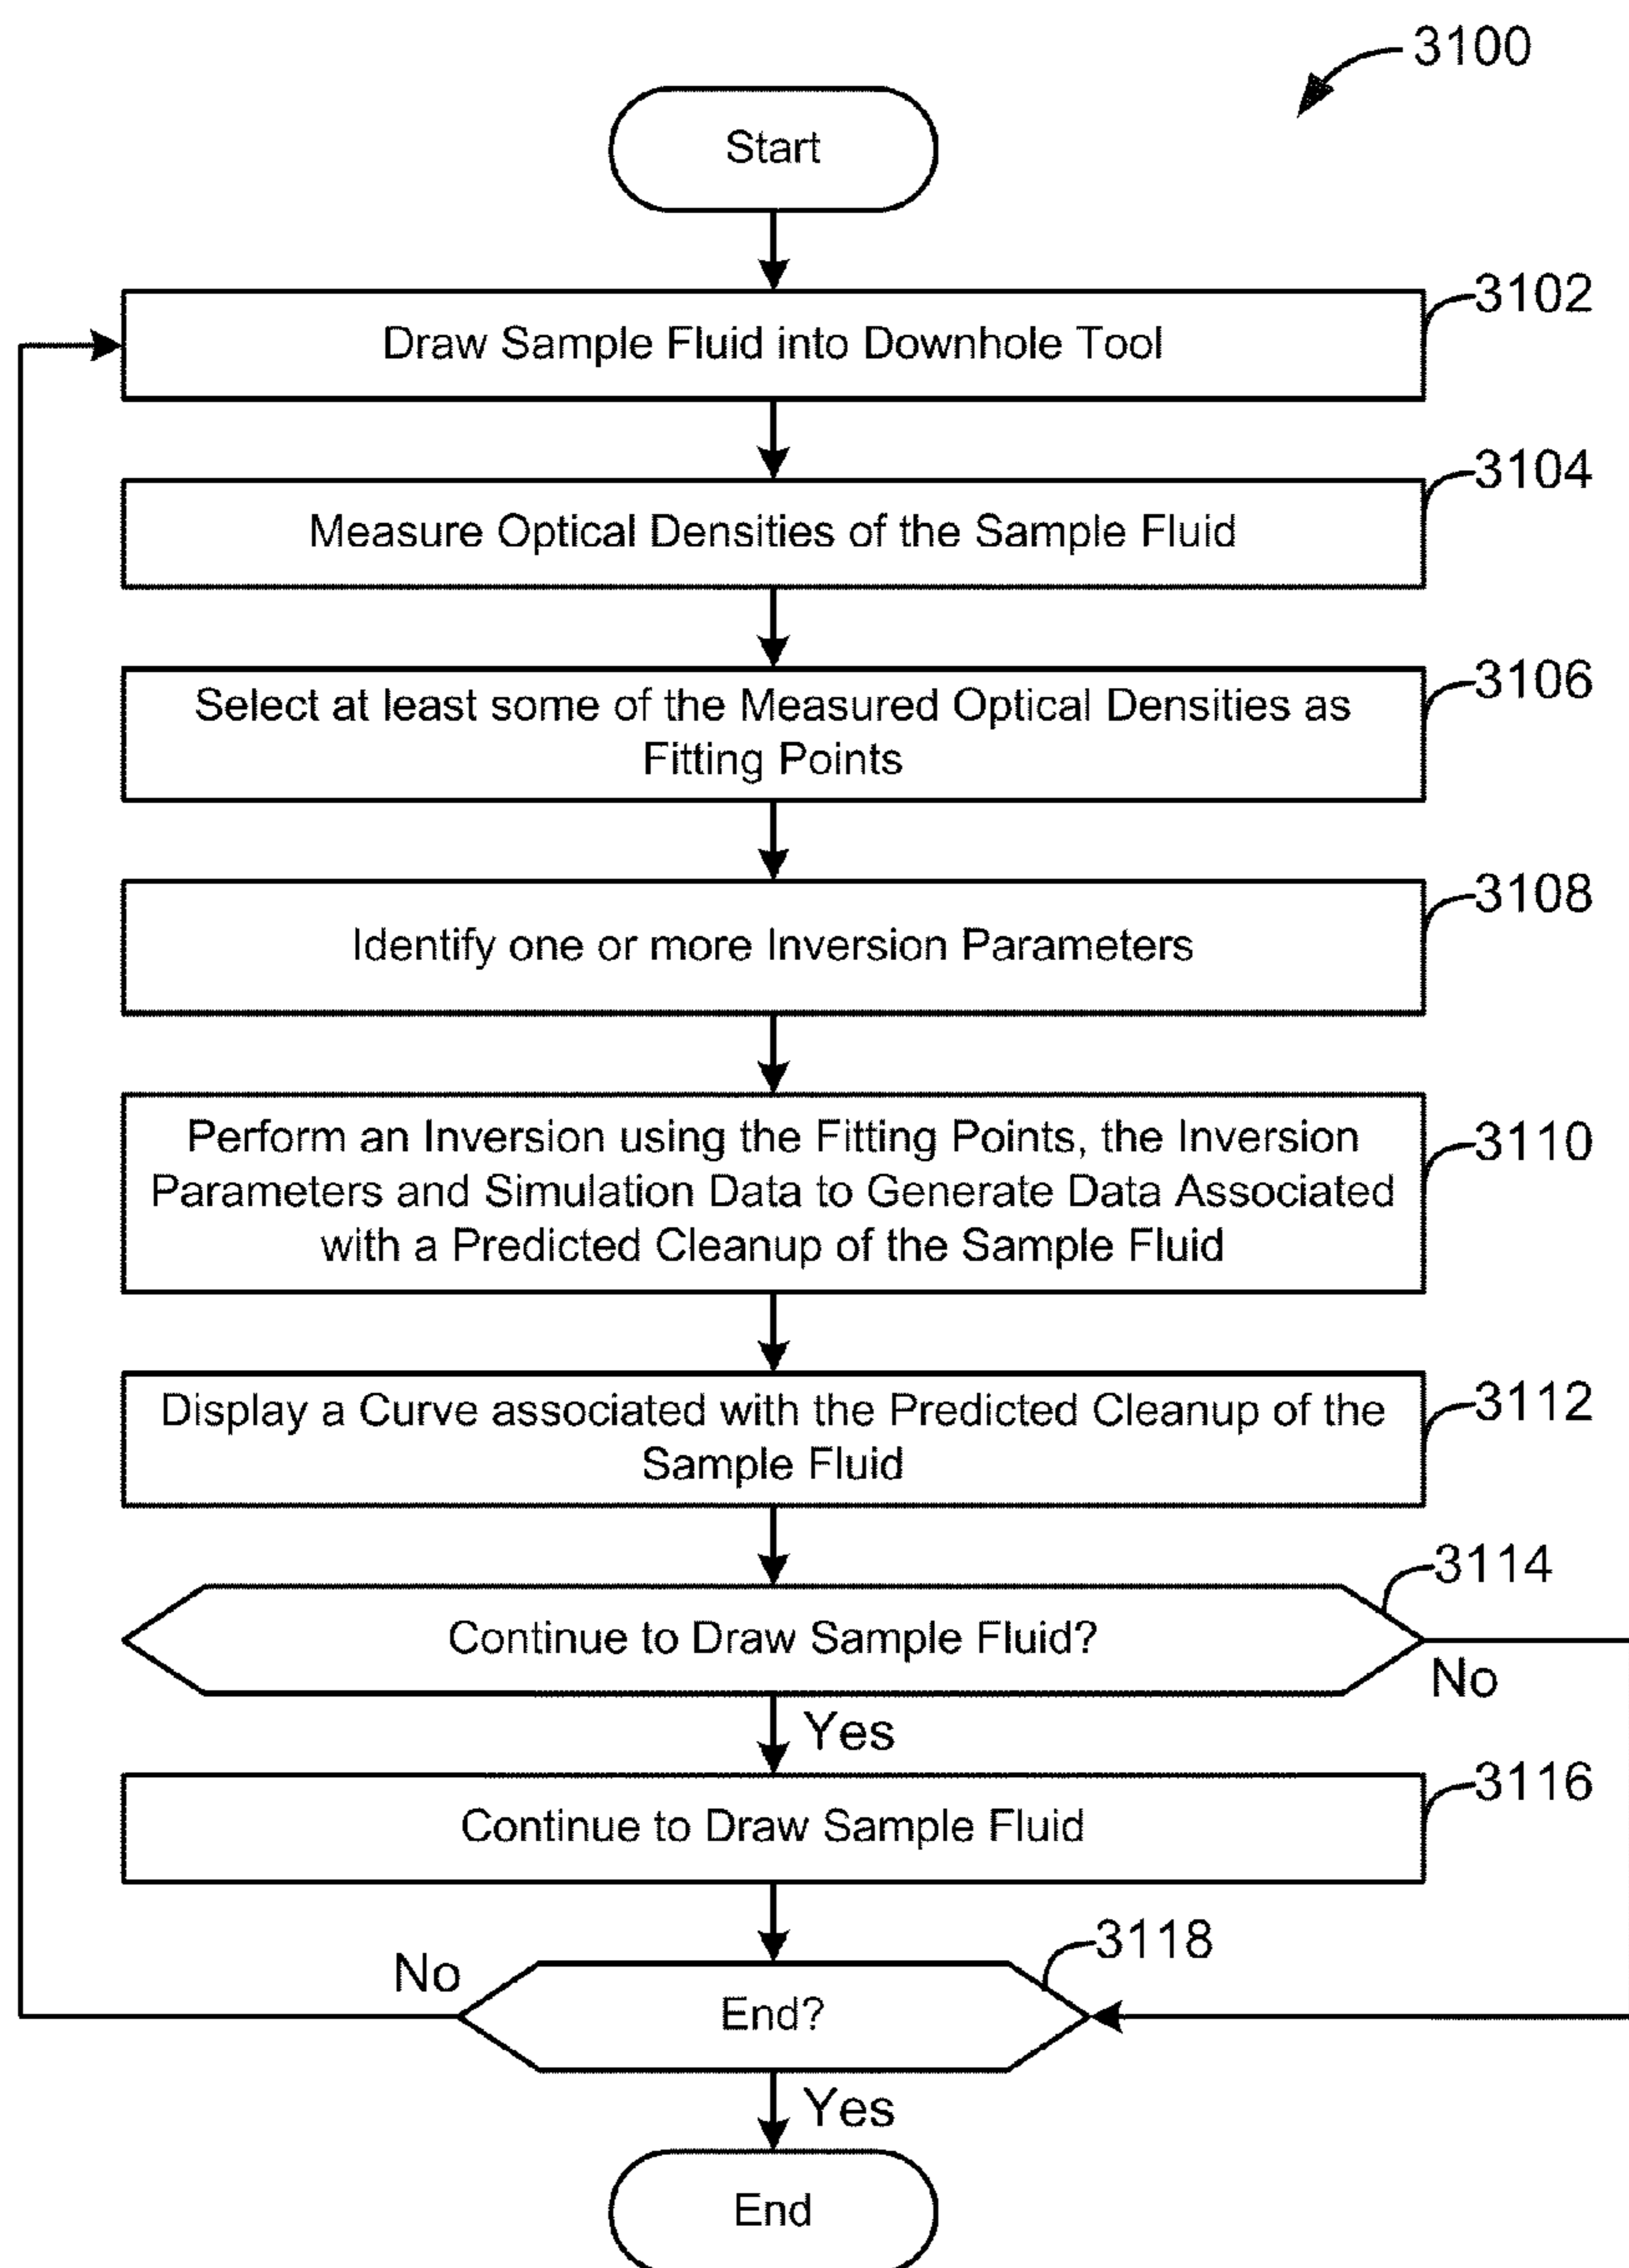 3100
Start
3102
Draw Sample Fluid into Downhole Tool
3104
Measure Optical Densities of the Sample Fluid
3106
Select at least some of the Measured Optical Densities as
Fitting Points
3108
Identify one or more Inversion Parameters
3110
Perform an Inversion using the Fitting Points, the Inversion
Parameters and Simulation Data to Generate Data Associated
with a Predicted Cleanup of the Sample Fluid
3112
Display a Curve associated with the Predicted Cleanup of the
Sample Fluid
3114
Continue to Draw Sample Fluid?
No
Yes
3116
Continue to Draw Sample Fluid
3118
No
End?
Yes
End